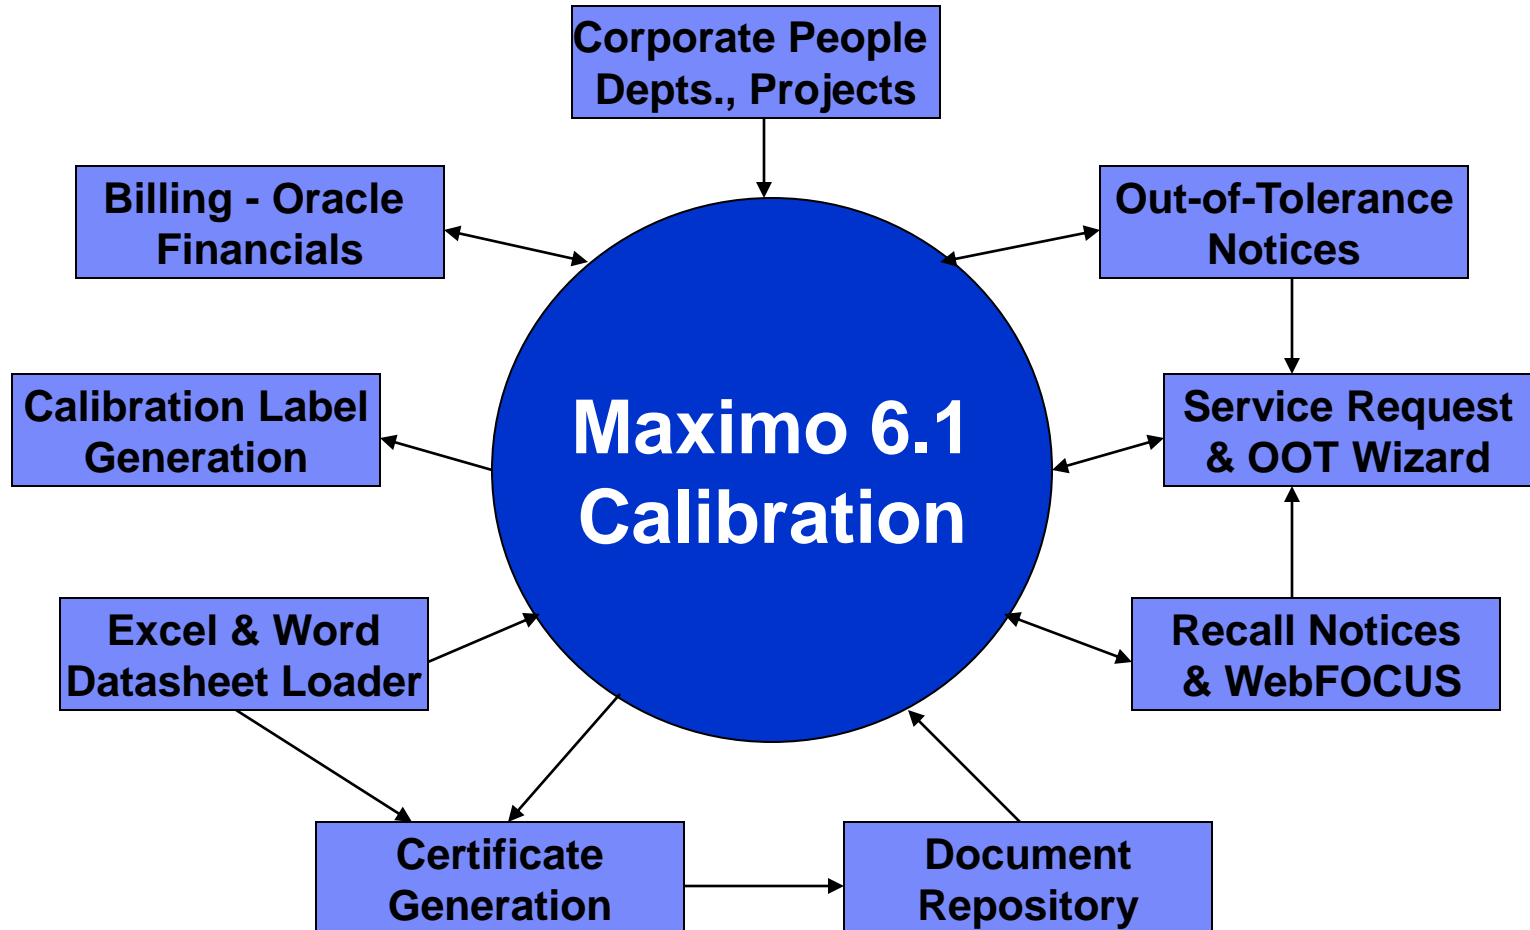 Corporate People
Depts., Projects
Billing - Oracle
Financials
Out-of-Tolerance
Notices
Calibration Label
Generation
Maximo 6.1
Calibration
Service Request
& OOT Wizard
Excel & Word
Datasheet Loader
Recall Notices
& WebFOCUS
Certificate
Generation
Document
Repository